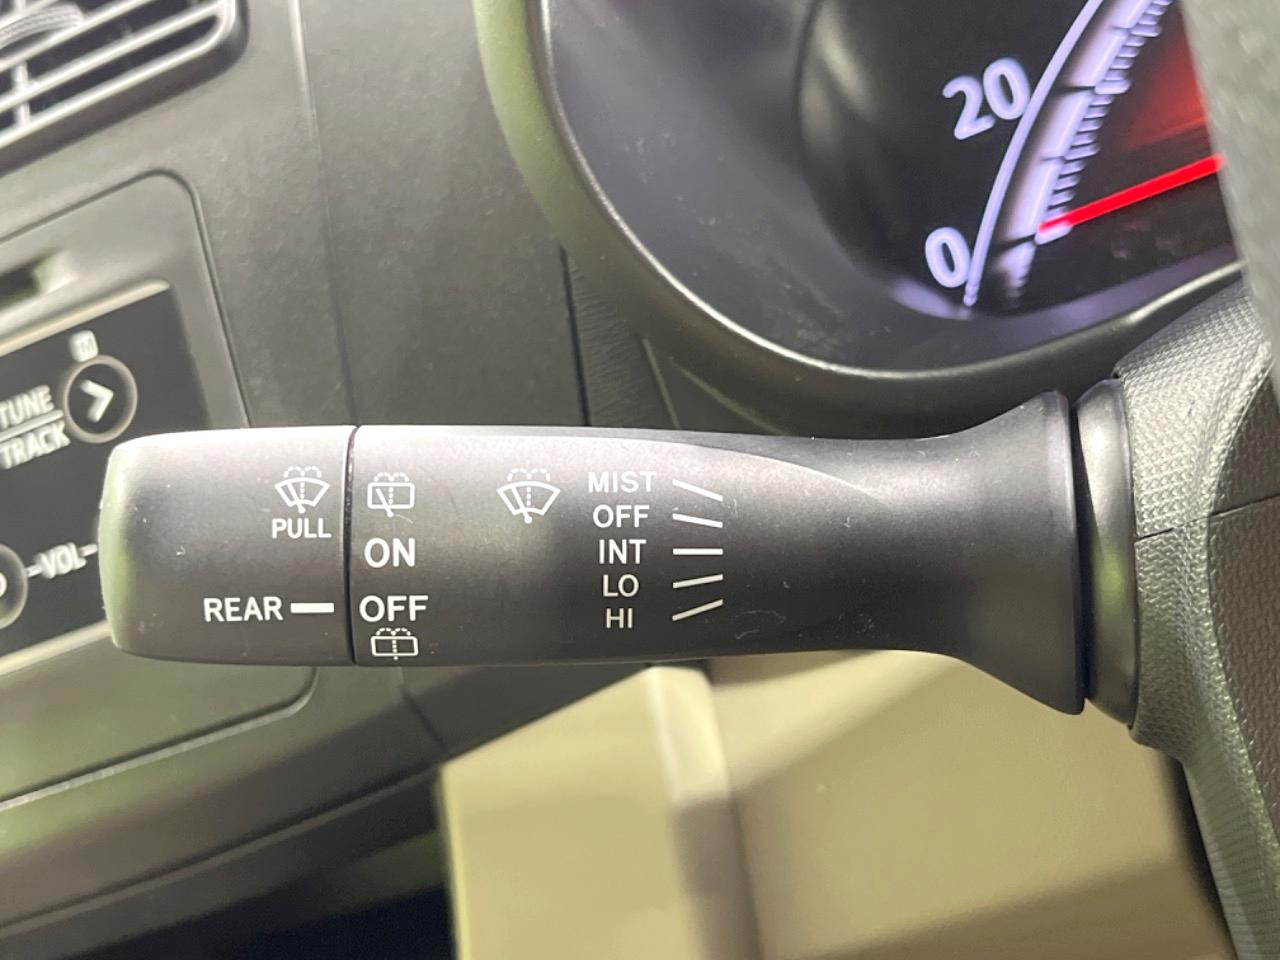 20
0
TUNE
TRACK
VOL
PULL
REAR
ON
OFF
MIST
OFF
INT
LO
HI